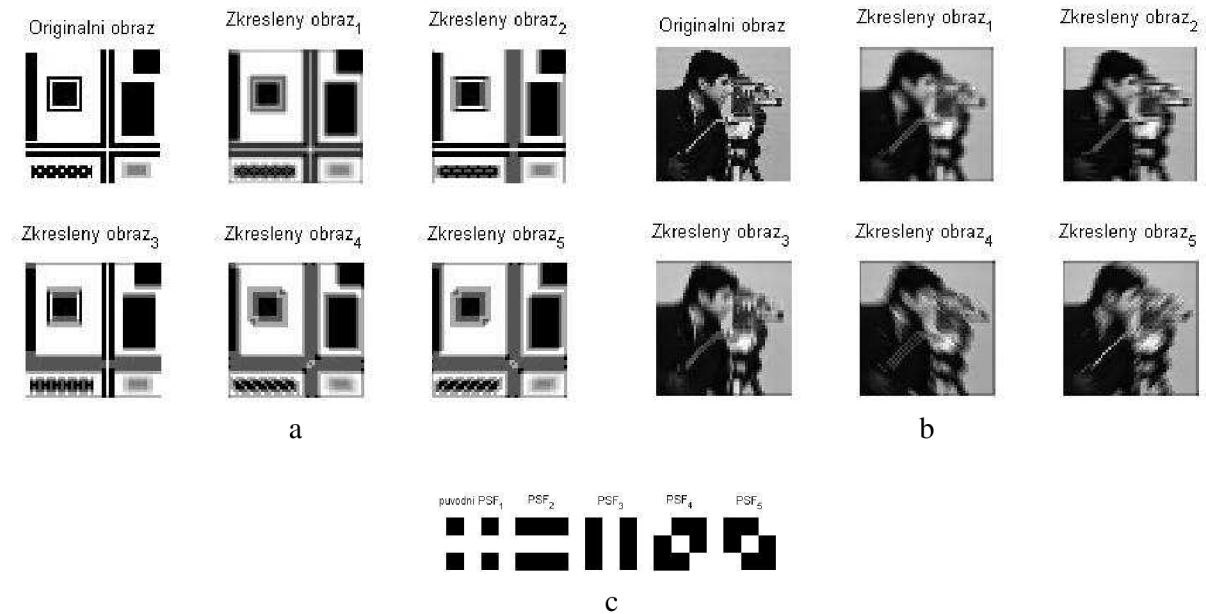 Originalni obraz
Zkresleny obraz1
Zkresleny obraz2
Zkresleny obraz3
Zkresleny obraz4
Zkresleny obraz5
a
Originalni obraz
Zkresleny obraz1
Zkresleny obraz2
Zkresleny obraz3
Zkresleny obraz4
Zkresleny obraz5
b
puvodni PSF1
PSF2
PSF3
PSF4
PSF5
c